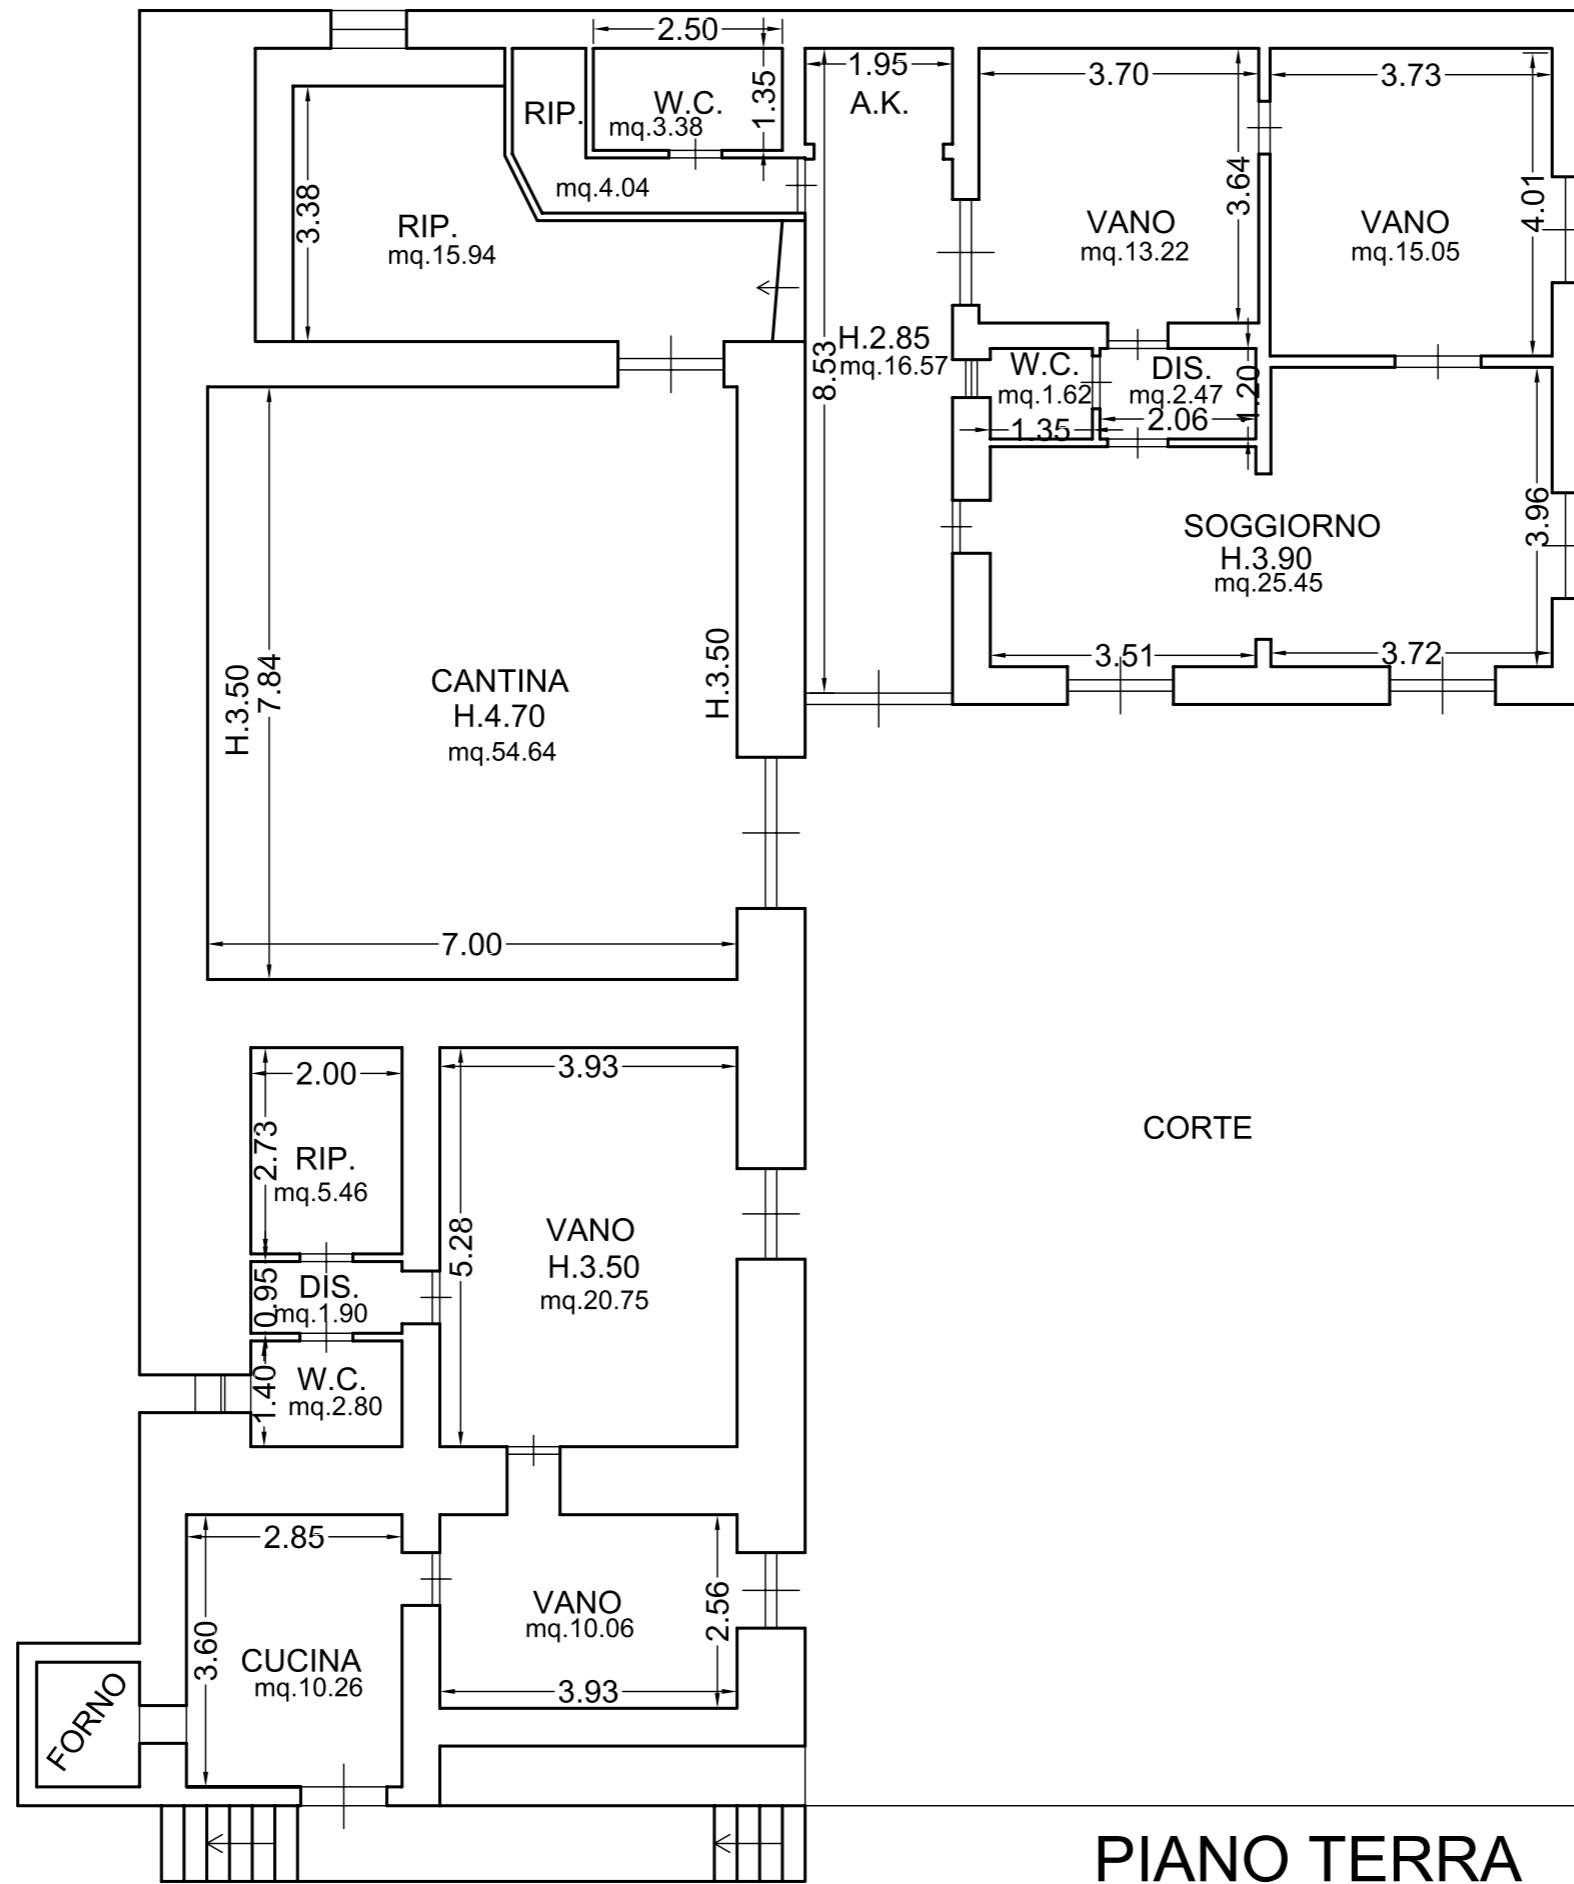 2.50
1.95
A.K.
3.70
3.73
RIP.
W.C.
mq.3.38
1.35
mq.4.04
3.38
RIP.
mq.15.94
VANO
mq.13.22
3.64
VANO
mq.15.05
4.01
8.53
H.2.85
mq.16.57
W.C.
mq.1.62
1.35
DIS.
mq.2.47
2.06
1.20
SOGGIORNO
H.3.90
mq.25.45
3.96
3.51
3.72
H.3.50
7.84
CANTINA
H.4.70
mq.54.64
H.3.50
7.00
2.00
2.73
RIP.
mq.5.46
3.93
5.28
VANO
H.3.50
mq.20.75
CORTE
0.95
DIS.
mq.1.90
1.40
W.C.
mq.2.80
2.85
3.60
CUCINA
mq.10.26
VANO
mq.10.06
2.56
3.93
FORNO
PIANO TERRA